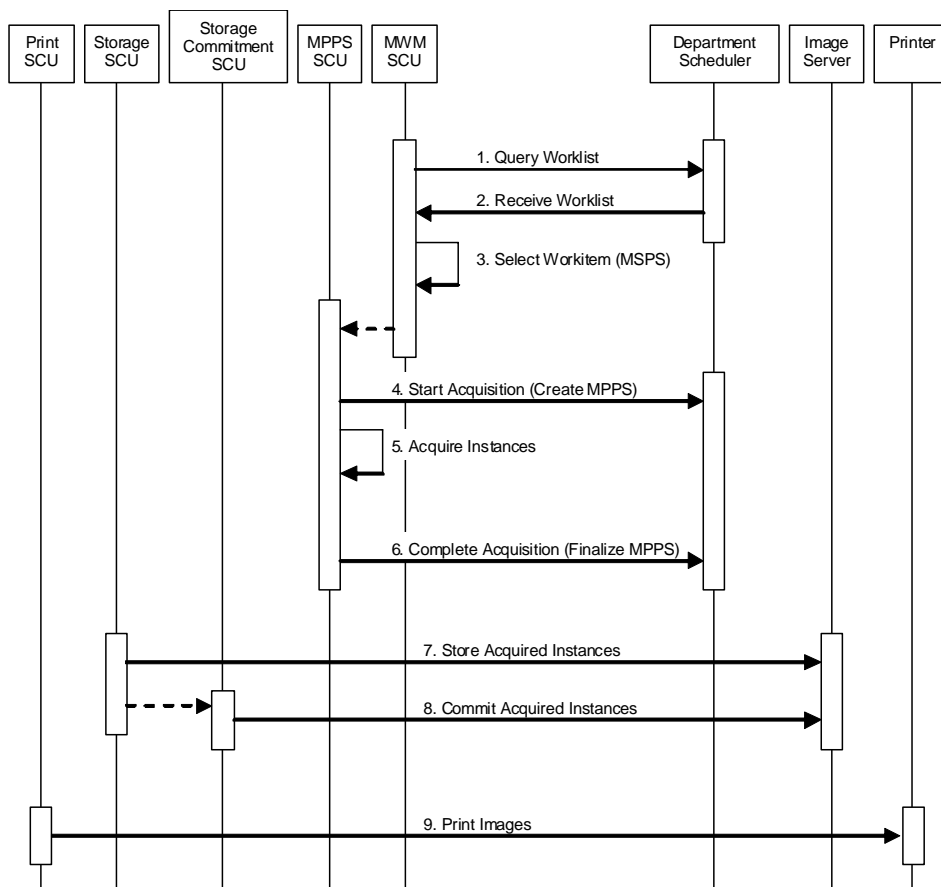 Print
SCU
Storage
SCU
Storage
Commitment
SCU
MPPS
SCU
MWM
SCU
Department
Scheduler
Image
Server
Printer
1. Query Worklist
2. Receive Worklist
3. Select Workitem (MSPS)
4. Start Acquisition (Create MPPS)
5. Acquire Instances
6. Complete Acquisition (Finalize MPPS)
7. Store Acquired Instances
8. Commit Acquired Instances
9. Print Images